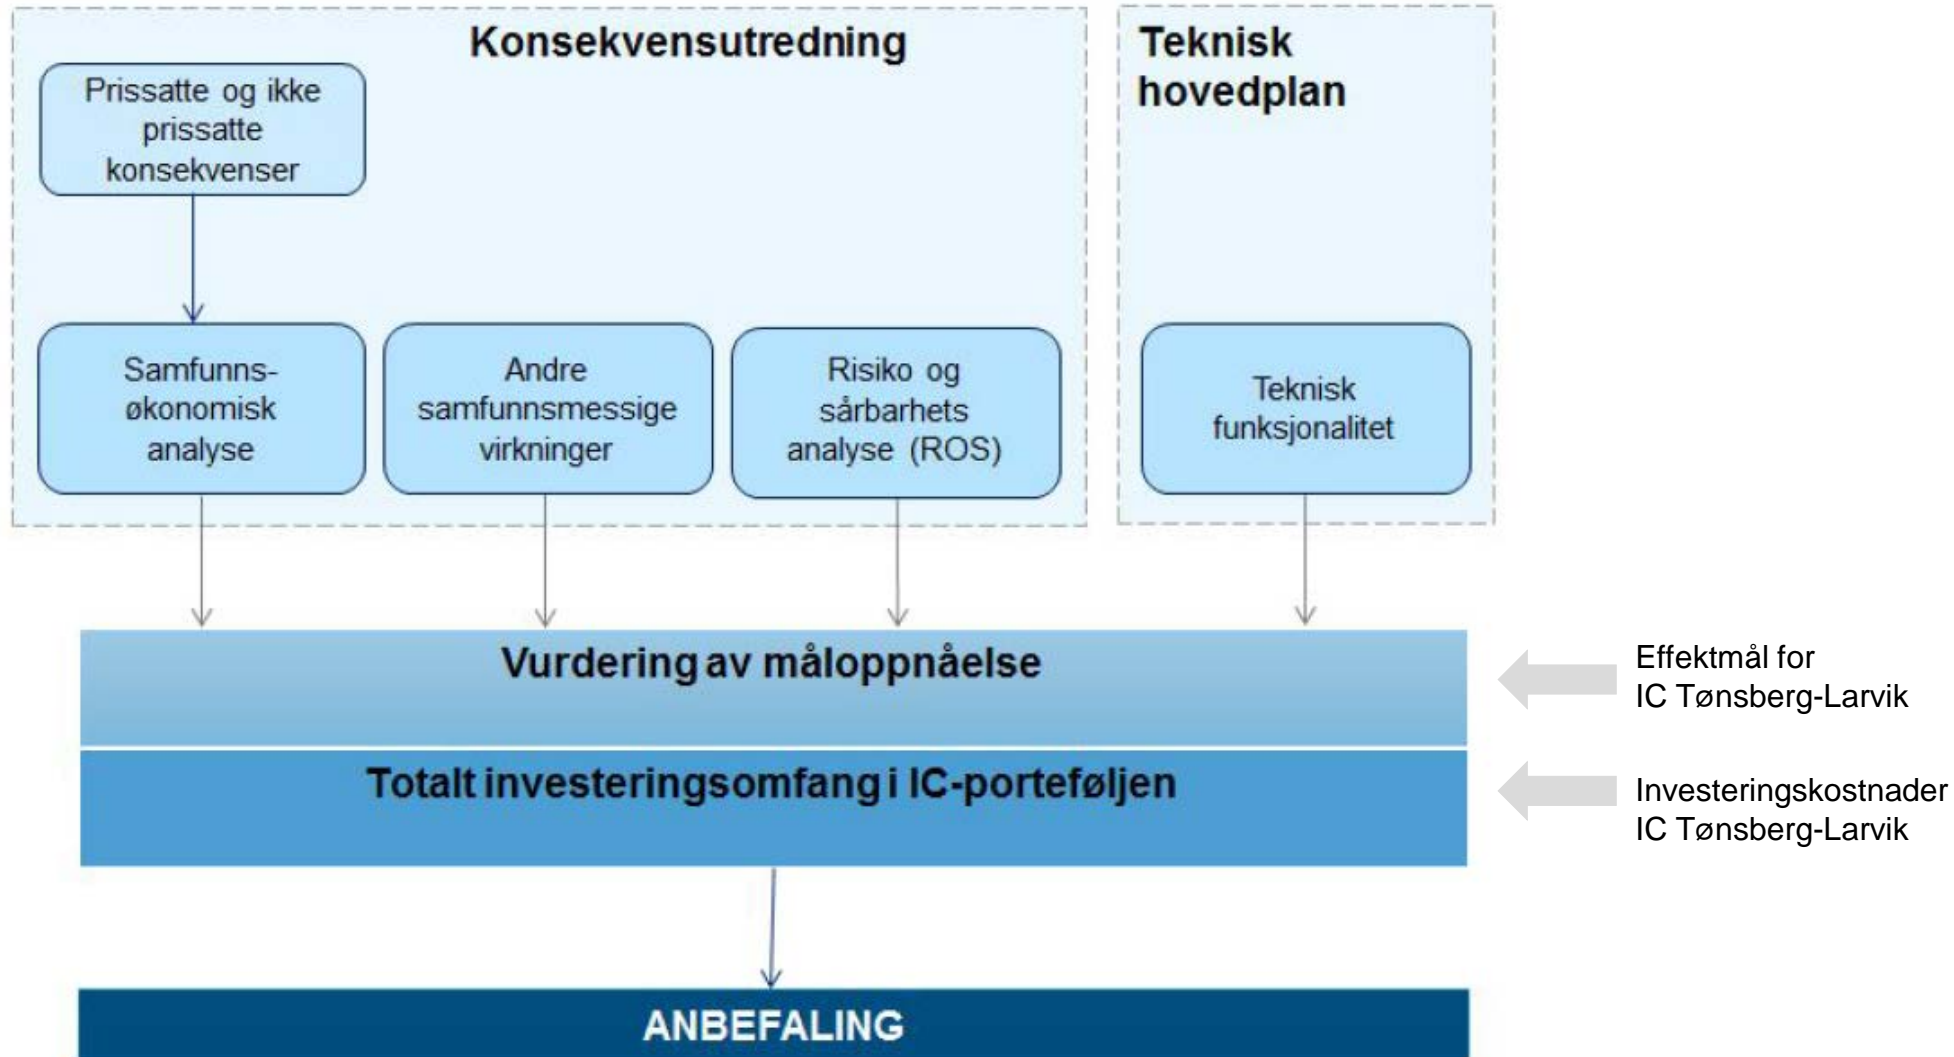 Konsekvensutredning
Prissatte og ikke
prissatte
konsekvenser
Samfunns-
økonomisk
analyse
Andre
samfunnsmessige
virkninger
Risiko og
sårbarhets
analyse (ROS)
Teknisk
hovedplan
Teknisk
funksjonalitet
Vurdering av måloppnåelse
Effektmål for
IC Tønsberg-Larvik
Totalt investeringsomfang i IC-porteføljen
Investeringskostnader
IC Tønsberg-Larvik
ANBEFALING